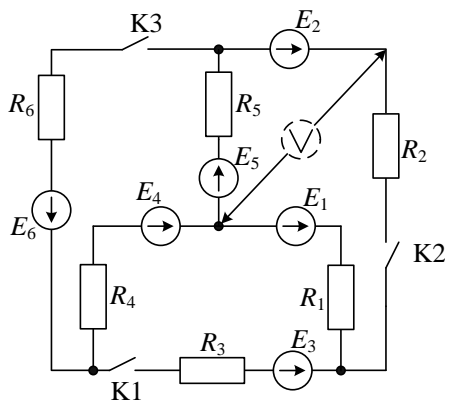 K3
E₂
R₆
R₅
V
R₂
E₅
E₄
E₁
E₆
K2
R₄
R₁
R₃
E₃
K1